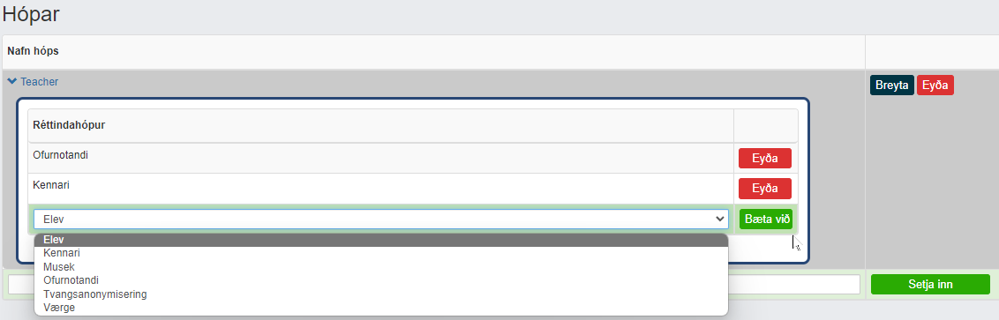 Hópar
Nafn hóps
Teacher
Breyta Eyða
Réttindahópur
Ofurnotandi
Eyða
Kennari
Eyða
Elev
Bæta við
Elev
Kennari
Musek
Ofurnotandi
Tvangsanonymisering
Værge
Setja inn